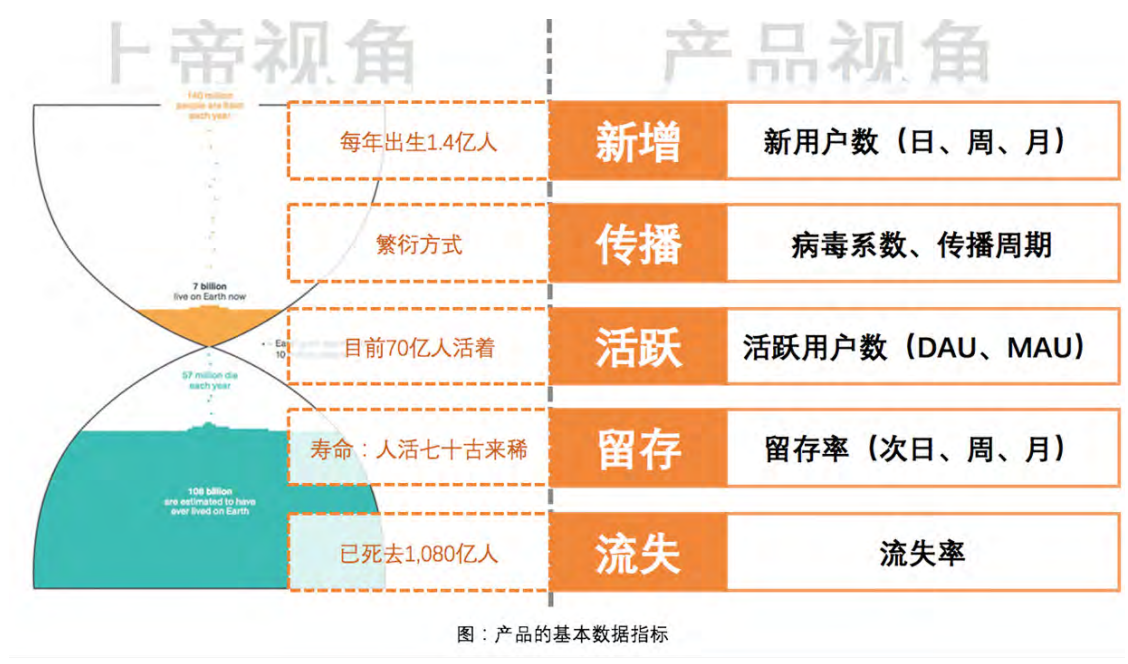 上帝视角
产品视角
140 million
people are born
each year
每年出生1.4亿人
新增
新用户数（日、周、月）
繁衍方式
传播
病毒系数、传播周期
7 billion
live on Earth now
目前70亿人活着
活跃
活跃用户数（DAU、MAU）
57 million die
each year
寿命：人活七十古来稀
留存
留存率（次日、周、月）
108 billion
are estimated to have
ever lived on Earth
已死去1,080亿人
流失
流失率
图：产品的基本数据指标